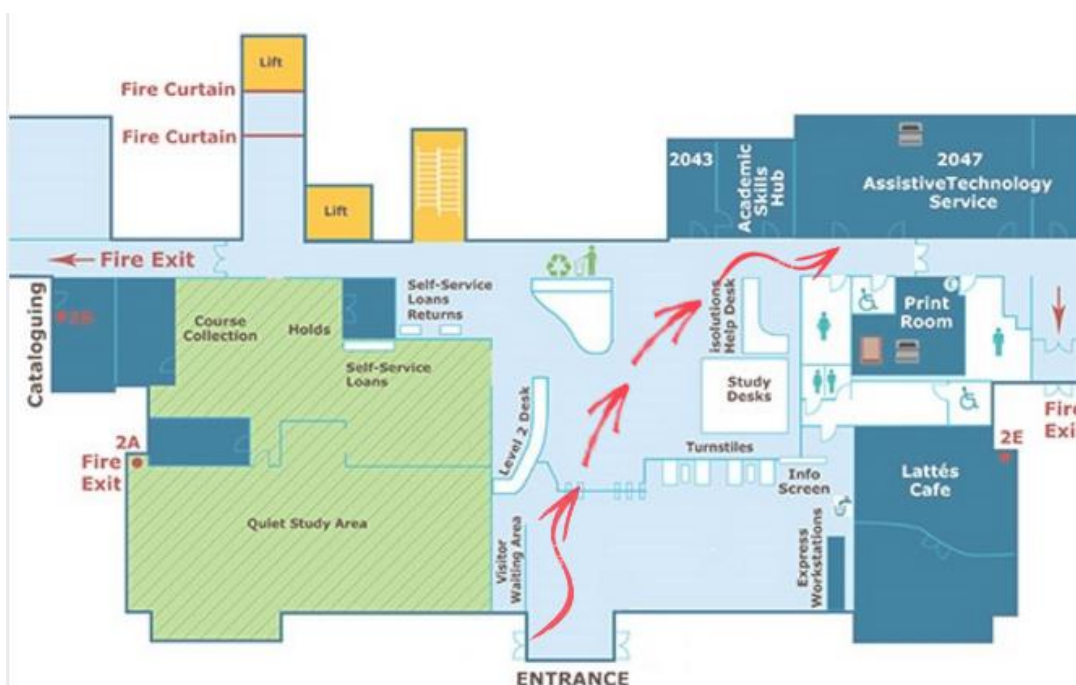 Lift
Fire Curtain
Fire Curtain
Lift
2043
Academic
Skills
Hub
2047
AssistiveTechnology
Service
Fire Exit
Self-Service
Loans
Returns
Course
Collection
Holds
Self-Service
Loans
Cataloguing
isolutions
Help Desk
Print
Room
Study
Desks
Level 2 Desk
Turnstiles
Info
Screen
2A
Fire
Exit
2E
Fire
Exit
Lattés
Cafe
Quiet Study Area
Visitor
Waiting Area
Express
Workstations
ENTRANCE